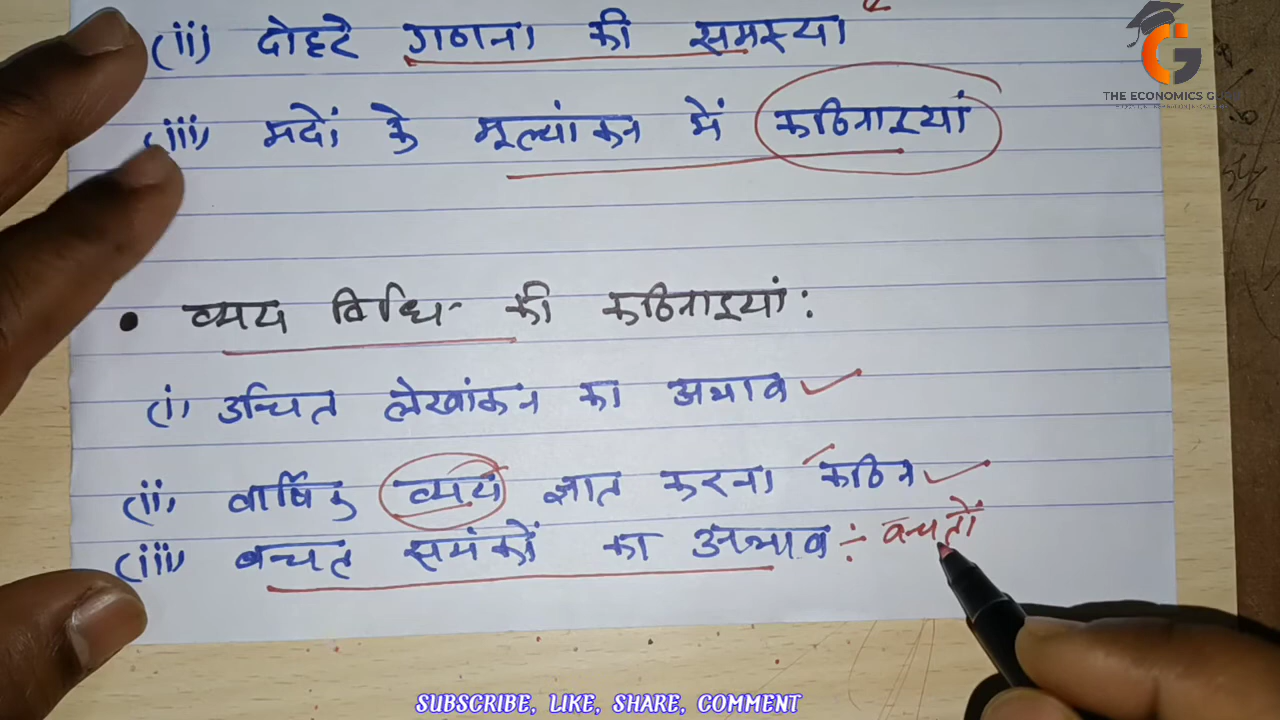 (ii) दोहरे गणना की समस्या
THE ECONOMICS G
(iii) मदों के मूल्यांकन में कठिनाइयां
• व्यय विधि की कठिनाइयां:
(i) उचित लेखांकन का अभाव
(ii) वार्षिक व्यय ज्ञात करना कठिन
(iii) बचत समंकों का अभाव ÷ बचतों
SUBSCRIBE, LIKE, SHARE, COMMENT